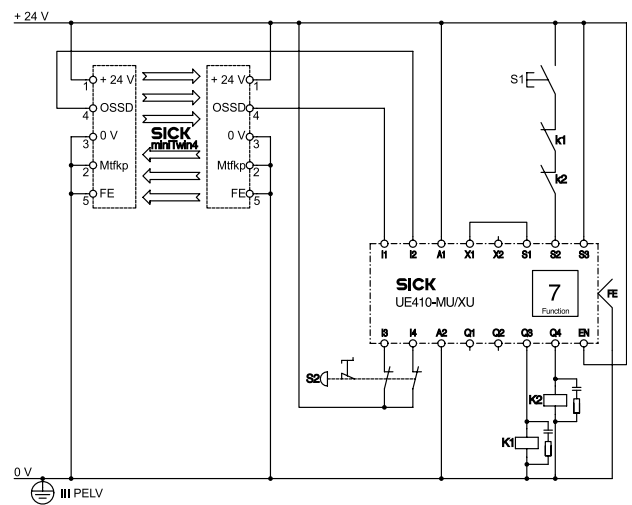 + 24 V
1 + 24 V
4 OSSD
3 0 V
2 Mtfkp
5 FE
SICK
miniTwin4
+ 24 V 1
OSSD 4
0 V 3
Mtfkp 2
FE 5
S1
k1
k2
I1 I2 A1 X1 X2 S1 S2 S3
SICK
UE410-MU/XU
7
Function
FE
I3 I4 A2 Q1 Q2 Q3 Q4 EN
S2
K2
K1
0 V
III PELV